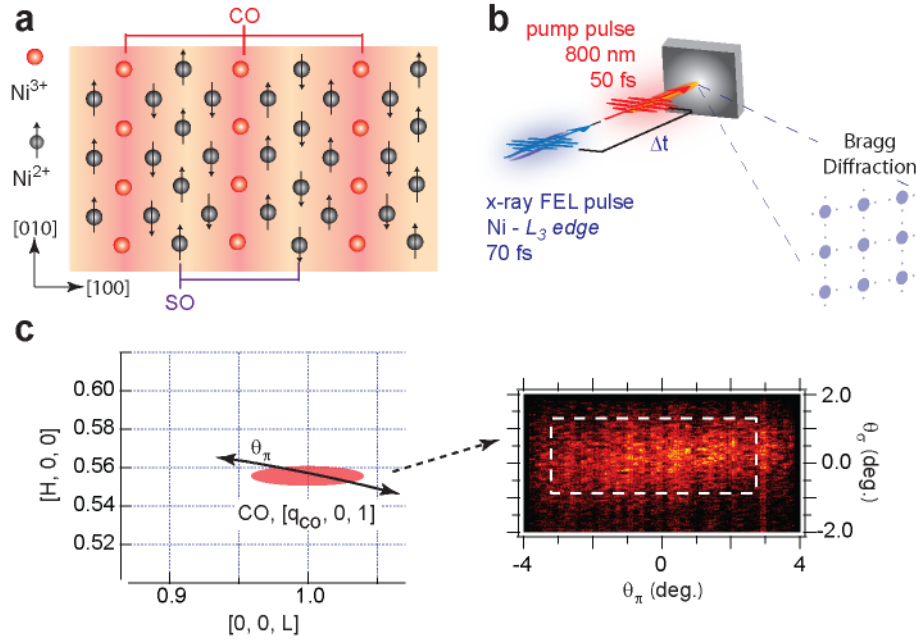 a
CO
Ni3+
Ni2+
[010]
[100]
SO
b
pump pulse
800 nm
50 fs
Δt
x-ray FEL pulse
Ni - L3 edge
70 fs
Bragg
Diffraction
c
[H, 0, 0]
0.60
0.58
0.56
0.54
0.52
θπ
CO, [qCO, 0, 1]
0.9
1.0
[0, 0, L]
2.0
0.0
-2.0
θσ (deg.)
-4
0
4
θπ (deg.)